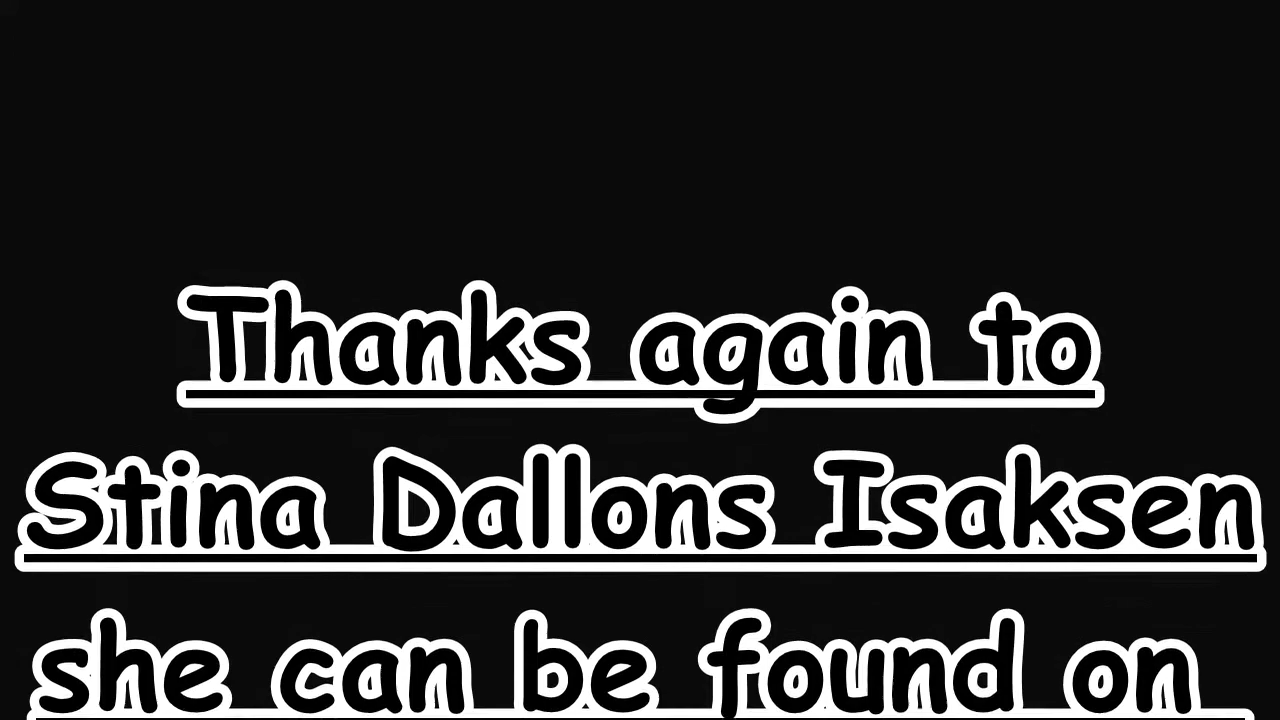 Thanks again to
Stina Dallons Isaksen
she can be found on